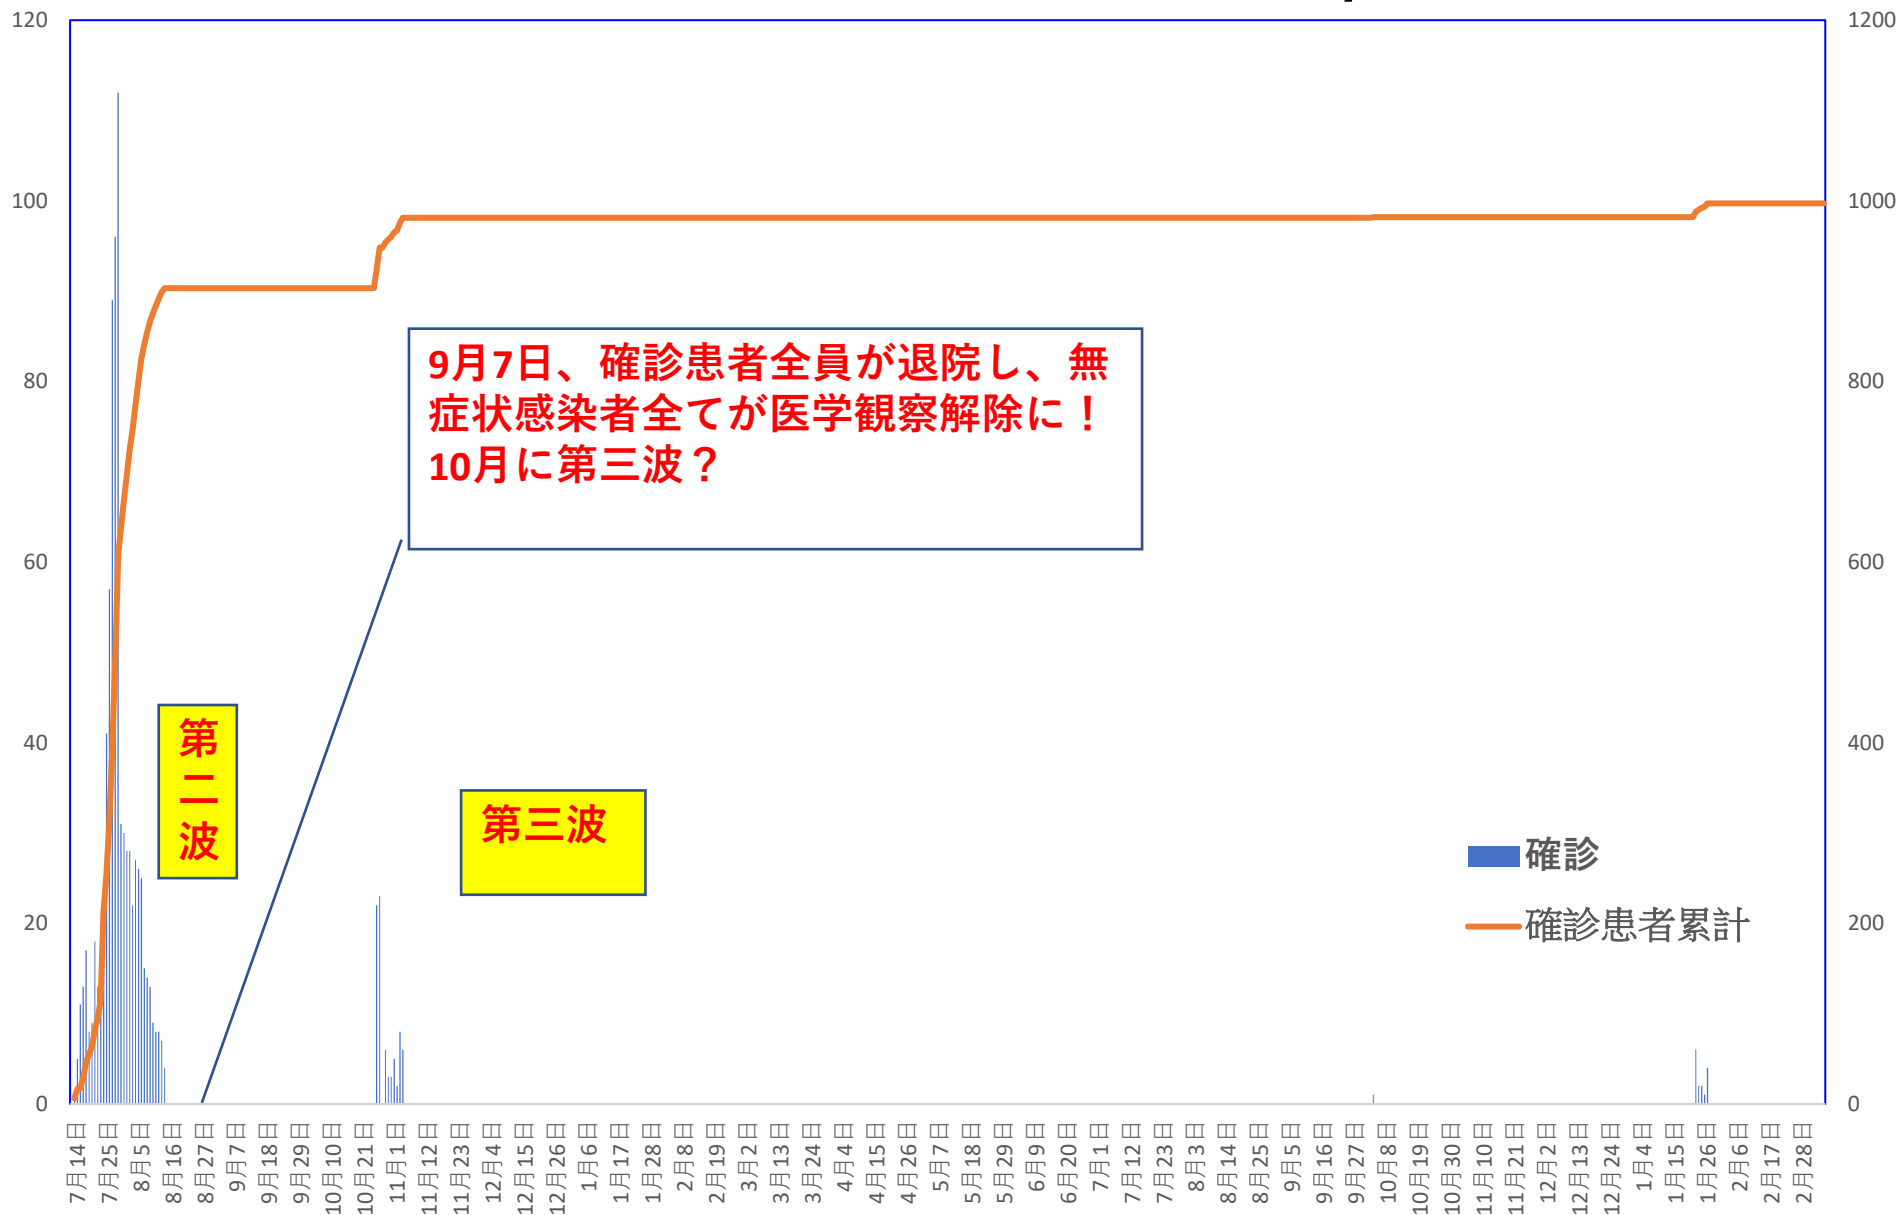 120
100
80
60
40
20
0
1200
1000
800
600
400
200
0
9月7日、確診患者全員が退院し、無
症状感染者全てが医学観察解除に！
10月に第三波？
第二波
第三波
確診
確診患者累計
7月14日
7月25日
8月5日
8月16日
8月27日
9月7日
9月18日
9月29日
10月10日
10月21日
11月1日
11月12日
11月23日
12月4日
12月15日
12月26日
1月6日
1月17日
1月28日
2月8日
2月19日
3月2日
3月13日
3月24日
4月4日
4月15日
4月26日
5月7日
5月18日
5月29日
6月9日
6月20日
7月1日
7月12日
7月23日
8月3日
8月14日
8月25日
9月5日
9月16日
9月27日
10月8日
10月19日
10月30日
11月10日
11月21日
12月2日
12月13日
12月24日
1月4日
1月15日
1月26日
2月6日
2月17日
2月28日